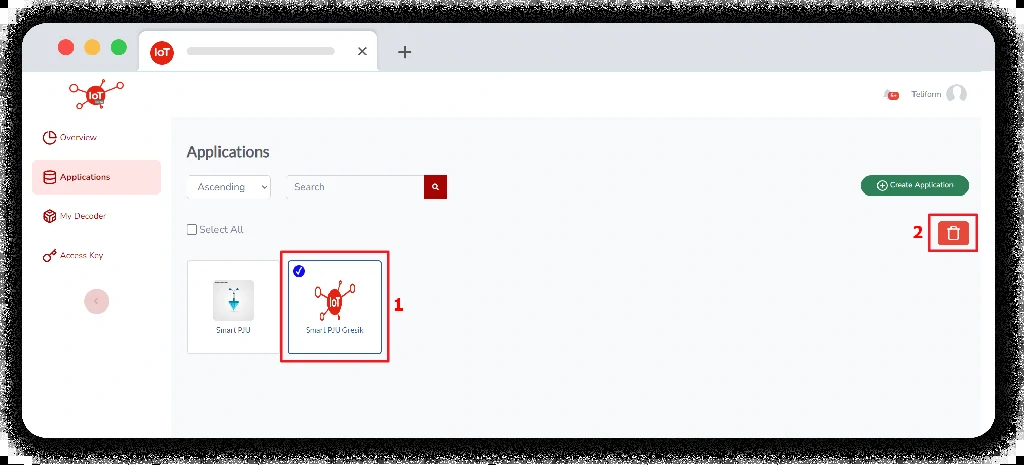 IoT
IoT
Teliform
Overview
Applications
My Decoder
Access Key
Applications
Ascending
Search
Create Application
Select All
2
Smart PJU
IoT
Smart PJU Gresik
1